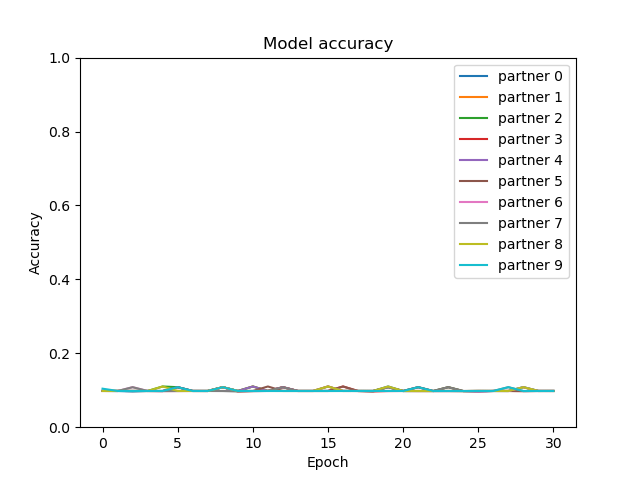 Model accuracy
1.0
0.8
0.6
0.4
0.2
0.0
Accuracy
partner 0
partner 1
partner 2
partner 3
partner 4
partner 5
partner 6
partner 7
partner 8
partner 9
0 5 10 15 20 25 30
Epoch